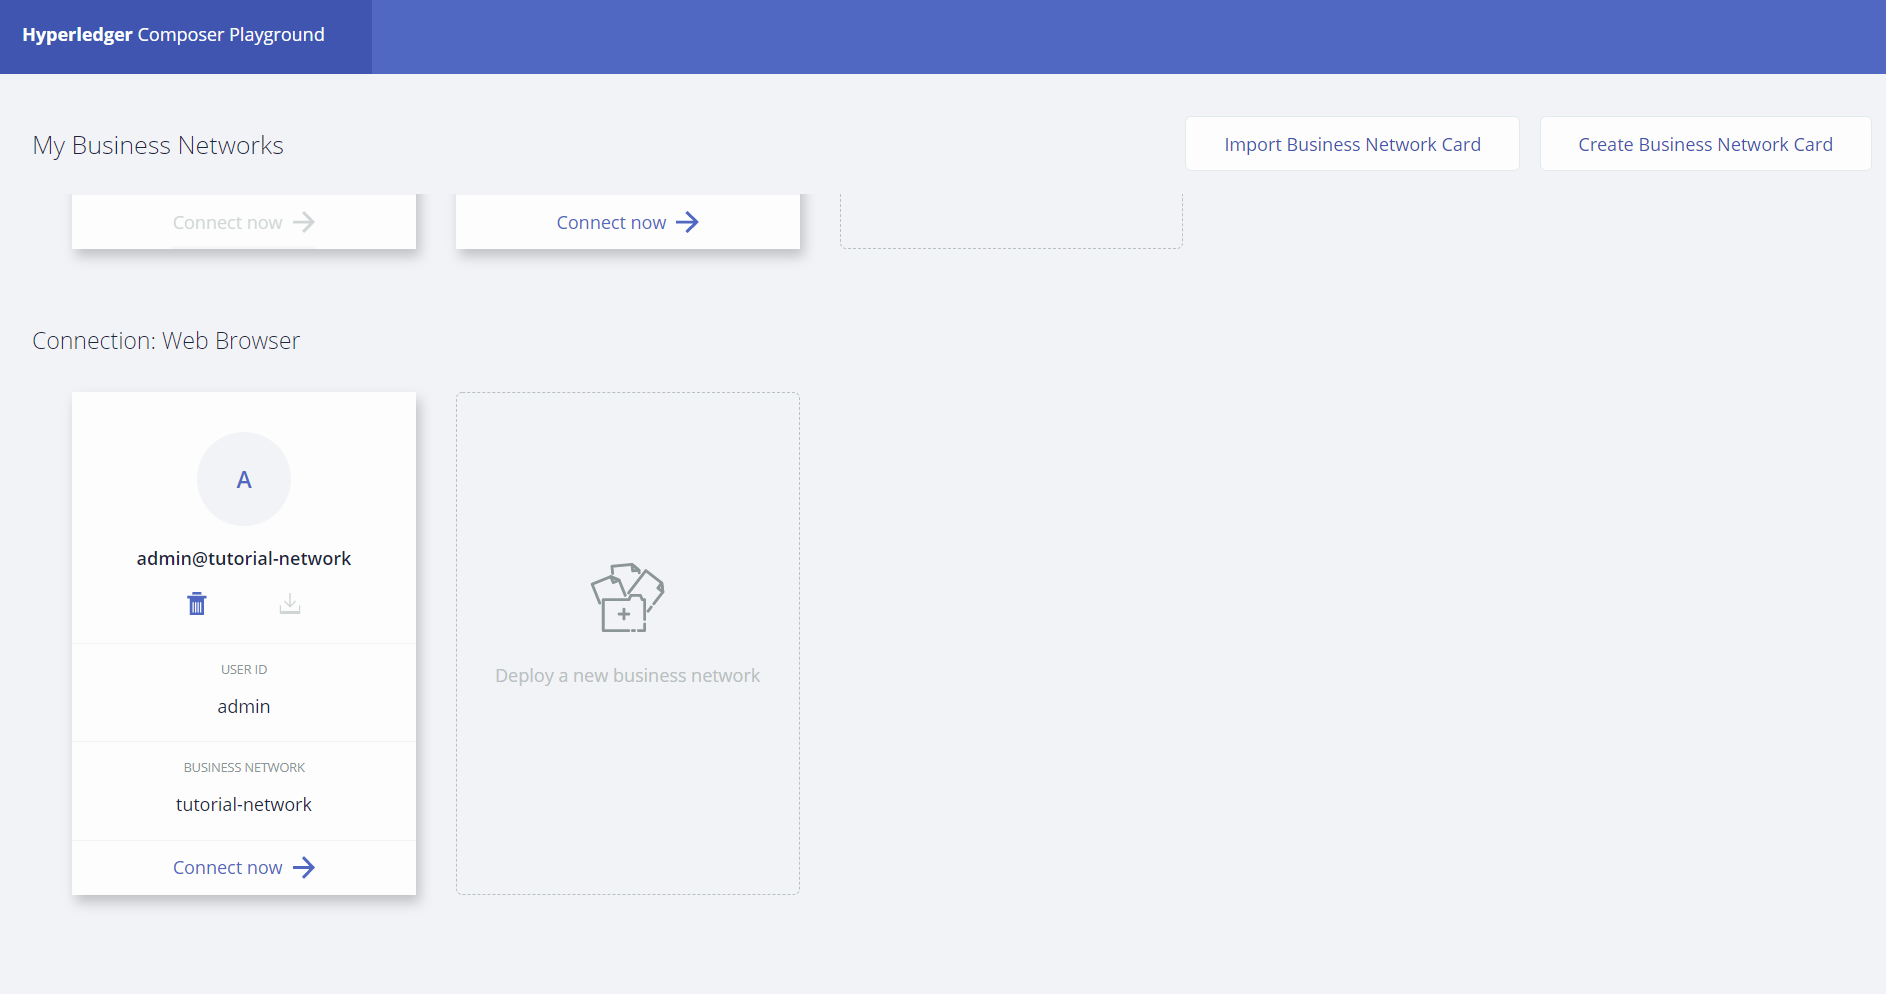 Hyperledger Composer Playground
My Business Networks
Import Business Network Card
Create Business Network Card
Connect now
Connect now
Connection: Web Browser
A
admin@tutorial-network
USER ID
admin
BUSINESS NETWORK
tutorial-network
Connect now
Deploy a new business network